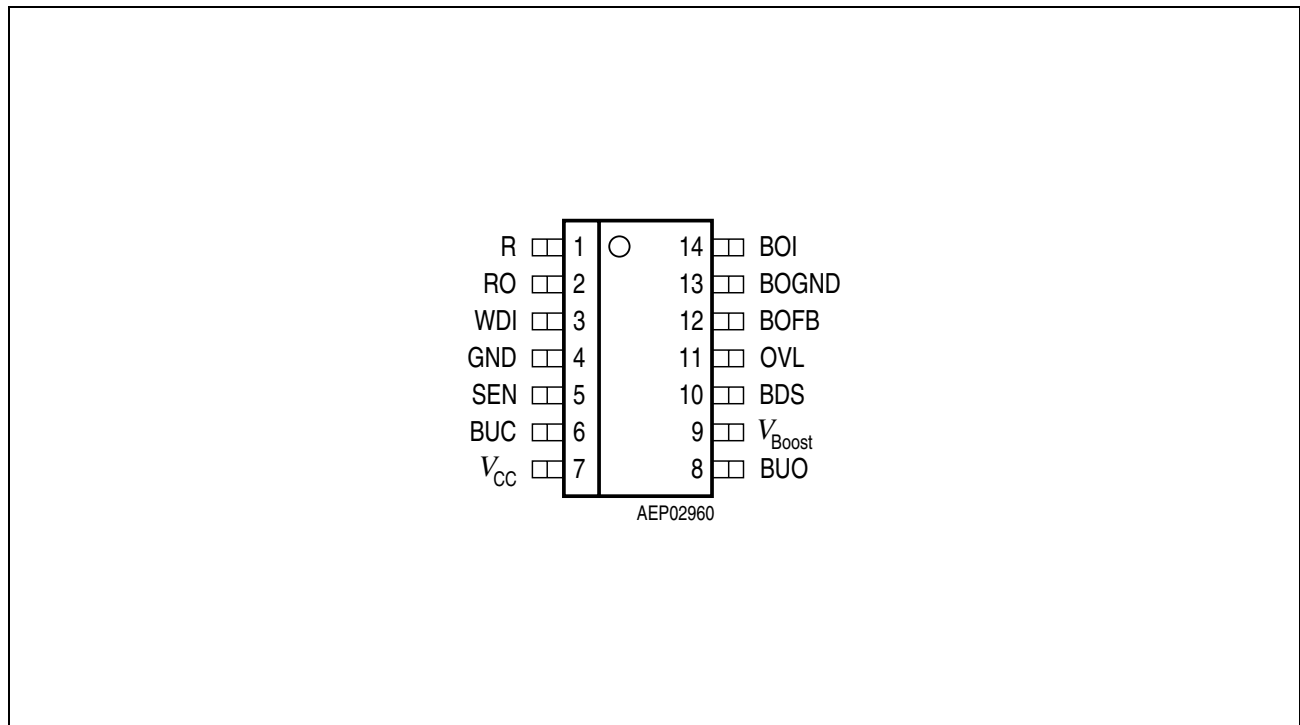 R 1 14 BOI
RO 2 13 BOGND
WDI 3 12 BOFB
GND 4 11 OVL
SEN 5 10 BDS
BUC 6 9 VBoost
VCC 7 8 BUO
AEP02960